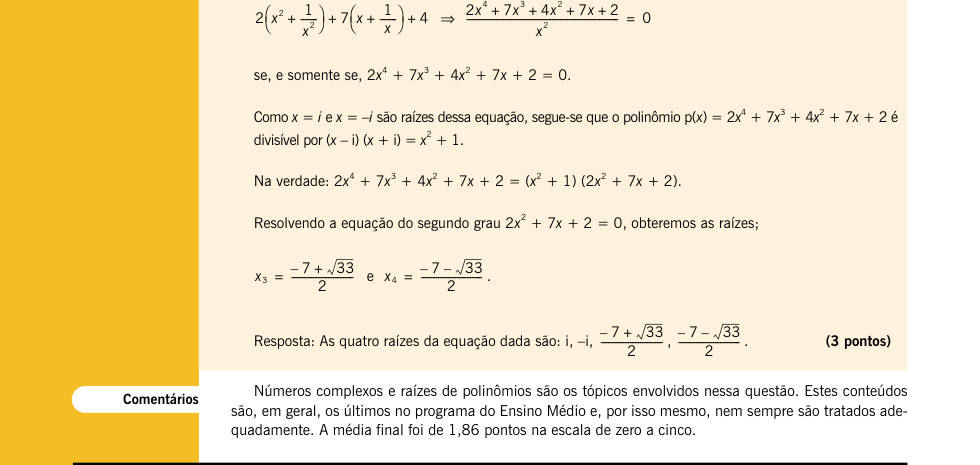 2(x² + 1/x²) + 7(x + 1/x) + 4 ⇒ (2x⁴ + 7x³ + 4x² + 7x + 2)/x² = 0
se, e somente se, 2x⁴ + 7x³ + 4x² + 7x + 2 = 0.
Como x = i e x = –i são raízes dessa equação, segue-se que o polinômio p(x) = 2x⁴ + 7x³ + 4x² + 7x + 2 é
divisível por (x – i) (x + i) = x² + 1.
Na verdade: 2x⁴ + 7x³ + 4x² + 7x + 2 = (x² + 1) (2x² + 7x + 2).
Resolvendo a equação do segundo grau 2x² + 7x + 2 = 0, obteremos as raízes;
x₃ = (– 7 + √33)/2 e x₄ = (– 7 – √33)/2 .
Resposta: As quatro raízes da equação dada são: i, –i, (– 7 + √33)/2 , (– 7 – √33)/2 . (3 pontos)
Comentários
Números complexos e raízes de polinômios são os tópicos envolvidos nessa questão. Estes conteúdos
são, em geral, os últimos no programa do Ensino Médio e, por isso mesmo, nem sempre são tratados ade-
quadamente. A média final foi de 1,86 pontos na escala de zero a cinco.